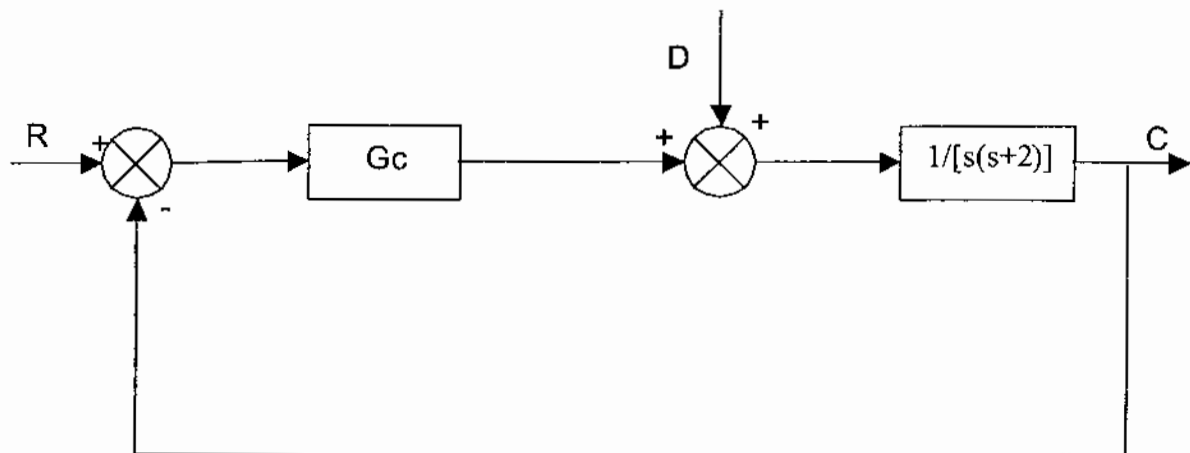 D
R
+
Gc
+
+
1/[s(s+2)]
C
-